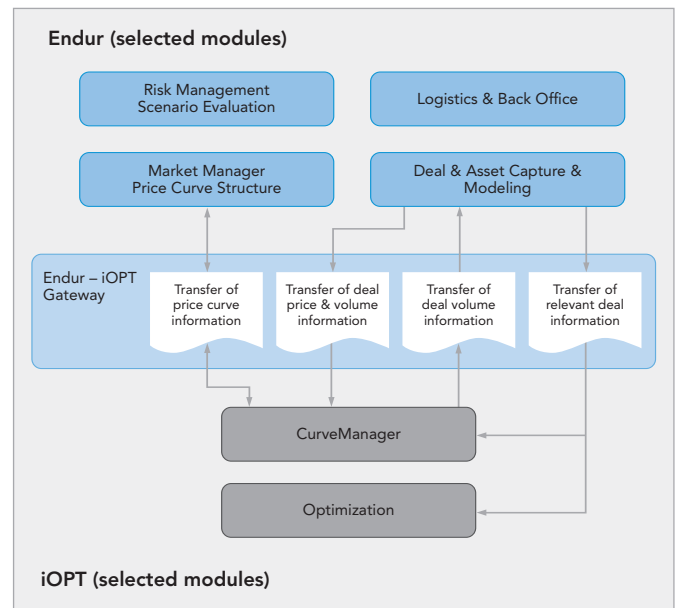 Endur (selected modules)
Risk Management
Scenario Evaluation
Logistics & Back Office
Market Manager
Price Curve Structure
Deal & Asset Capture &
Modeling
Endur – iOPT
Gateway
Transfer of
price curve
information
Transfer of deal
price & volume
information
Transfer of
deal volume
information
Transfer of
relevant deal
information
CurveManager
Optimization
iOPT (selected modules)